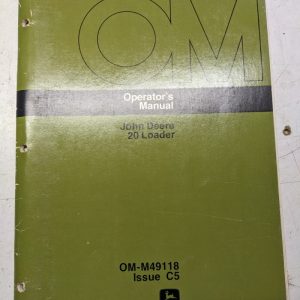 OM
Operator's
Manual
John Deere
20 Loader
OM-M49118
Issue C5